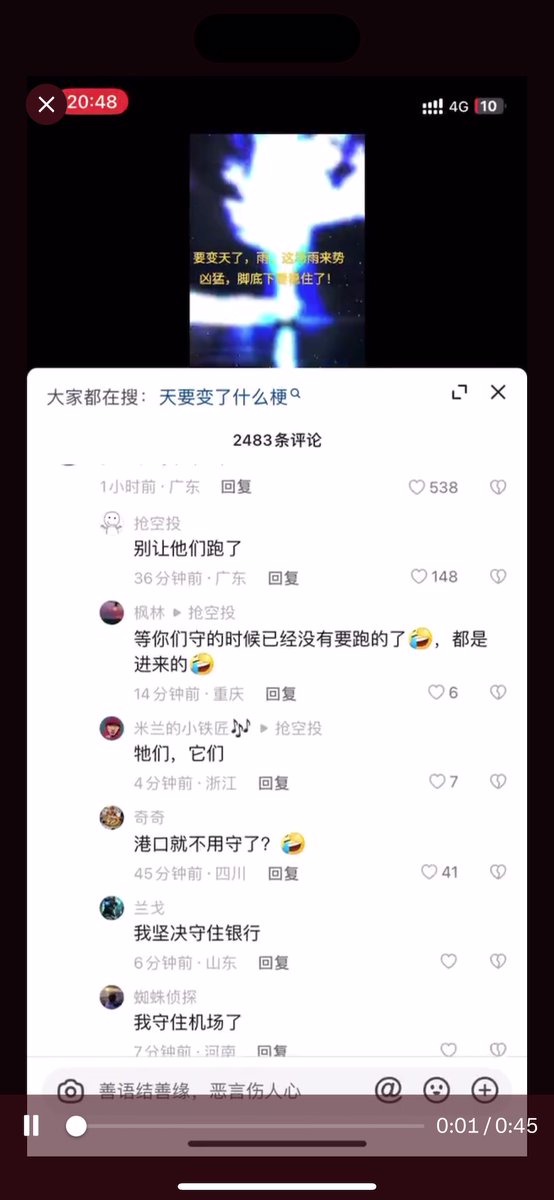 20:48
4G 10
要变天了，雨，这场雨来势
凶猛，脚底下要稳住了！
大家都在搜：天要变了什么梗
2483条评论
1小时前·广东 回复 538
抢空投
别让他们跑了
36分钟前·广东 回复 148
枫林 ▶ 抢空投
等你们守的时候已经没有要跑的了🤣，都是
进来的🤣
14分钟前·重庆 回复 6
米兰的小铁匠🎶 ▶ 抢空投
牠们，它们
4分钟前·浙江 回复 7
奇奇
港口就不用守了？🤣
45分钟前·四川 回复 41
兰戈
我坚决守住银行
6分钟前·山东 回复
蜘蛛侦探
我守住机场了
7分钟前·河南 回复
善语结善缘，恶言伤人心
0:01 / 0:45